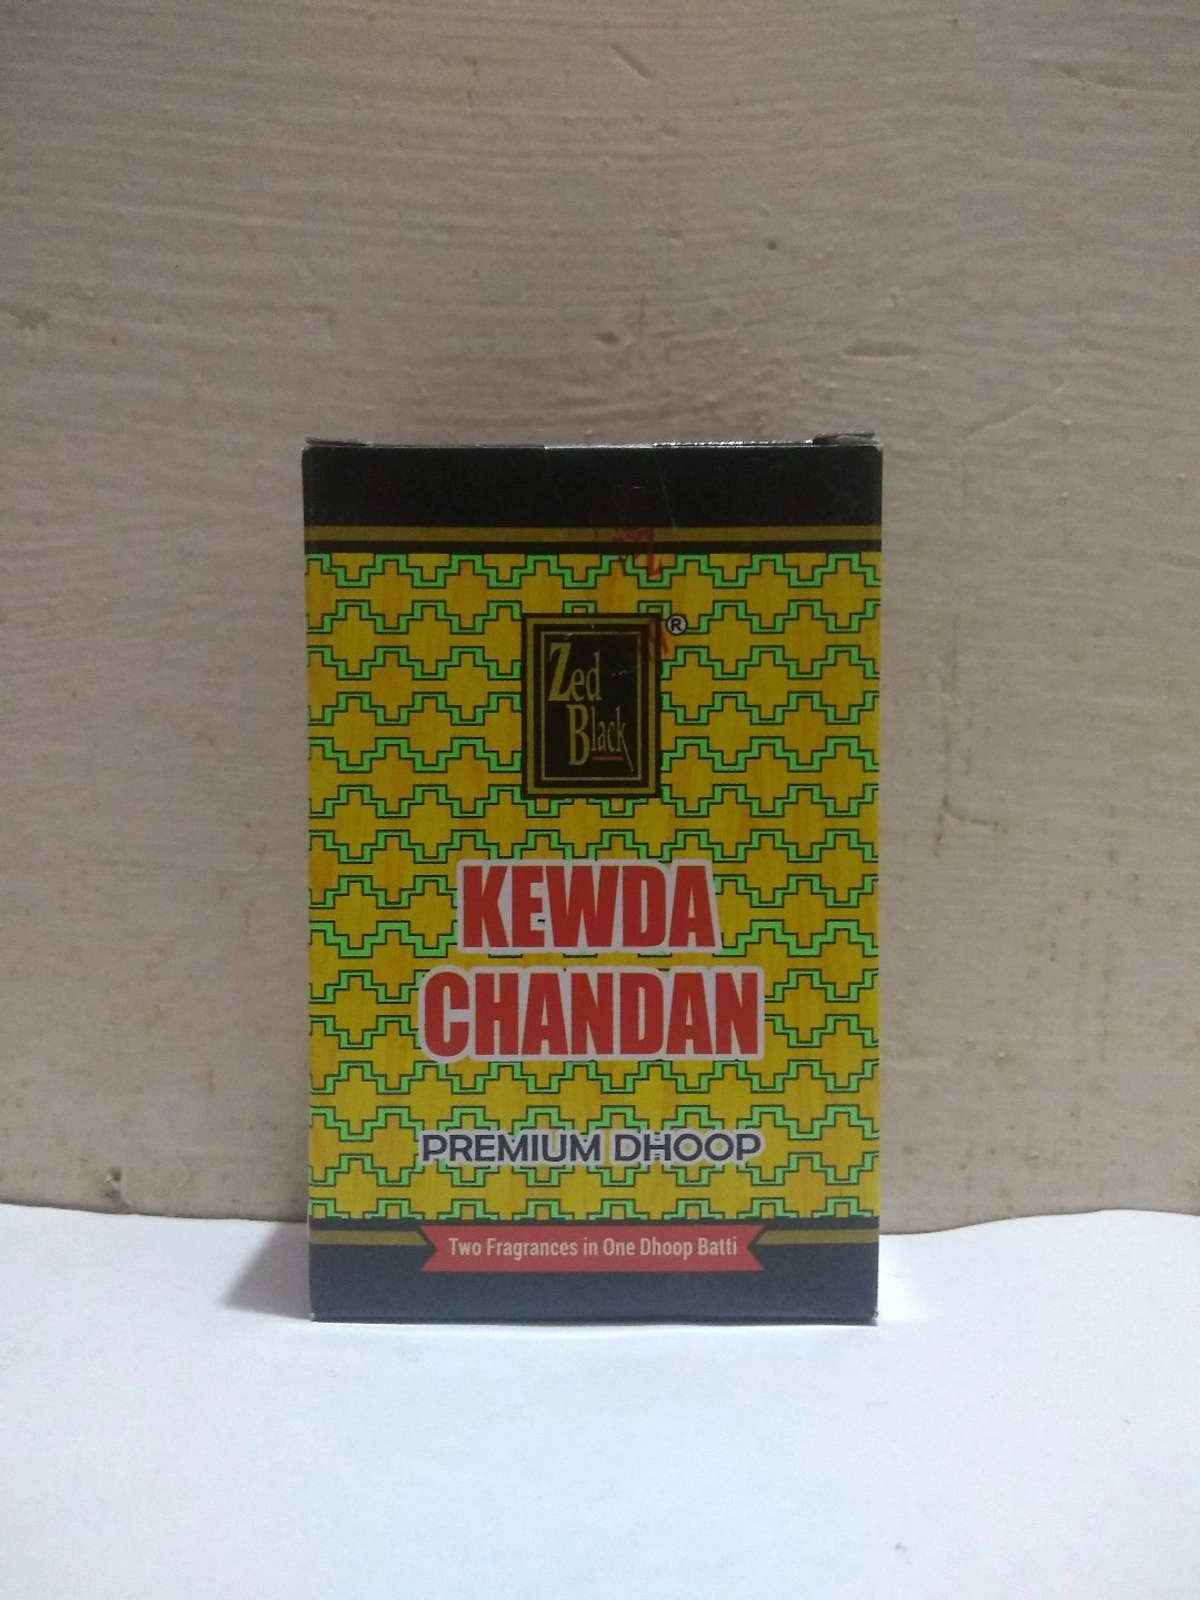 Zed
Black
®
KEWDA
CHANDAN
PREMIUM DHOOP
Two Fragrances in One Dhoop Batti